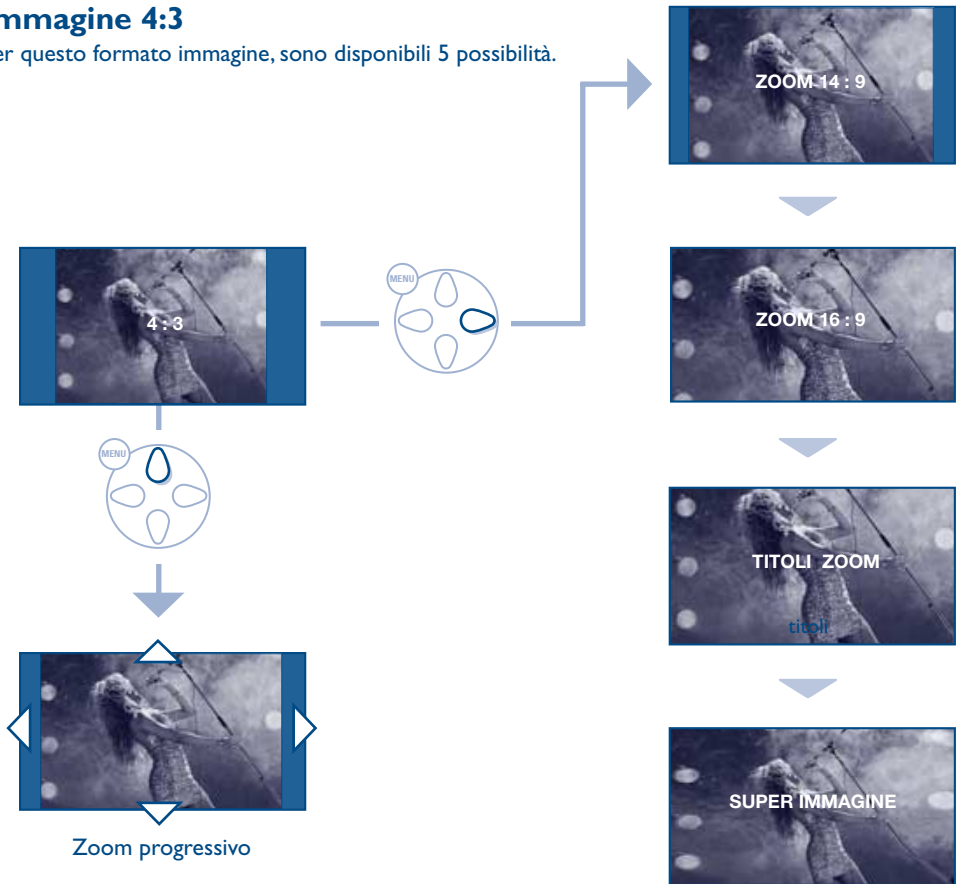 mmagine 4:3
er questo formato immagine, sono disponibili 5 possibilità.
ZOOM 14 : 9
4 : 3
MENU
ZOOM 16 : 9
MENU
TITOLI ZOOM
titoli
SUPER IMMAGINE
Zoom progressivo